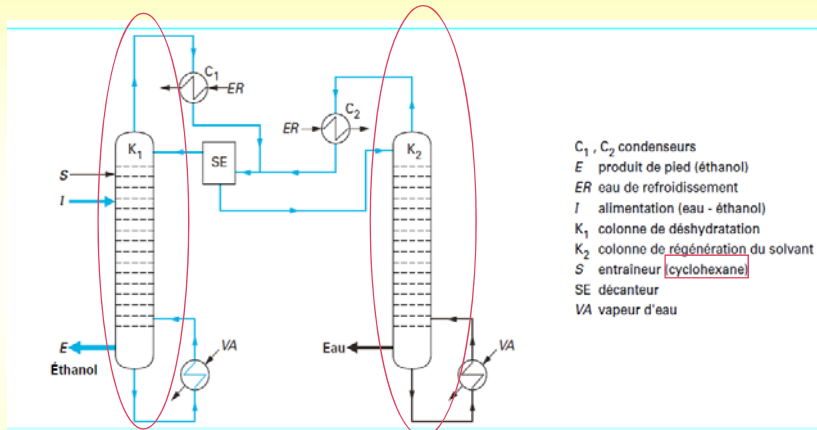 C1
ER
C2
ER
K1
SE
K2
S
I
VA
VA
E
Éthanol
Eau
C1 , C2 condenseurs
E produit de pied (éthanol)
ER eau de refroidissement
I alimentation (eau - éthanol)
K1 colonne de déshydratation
K2 colonne de régénération du solvant
S entraîneur (cyclohexane)
SE décanteur
VA vapeur d'eau